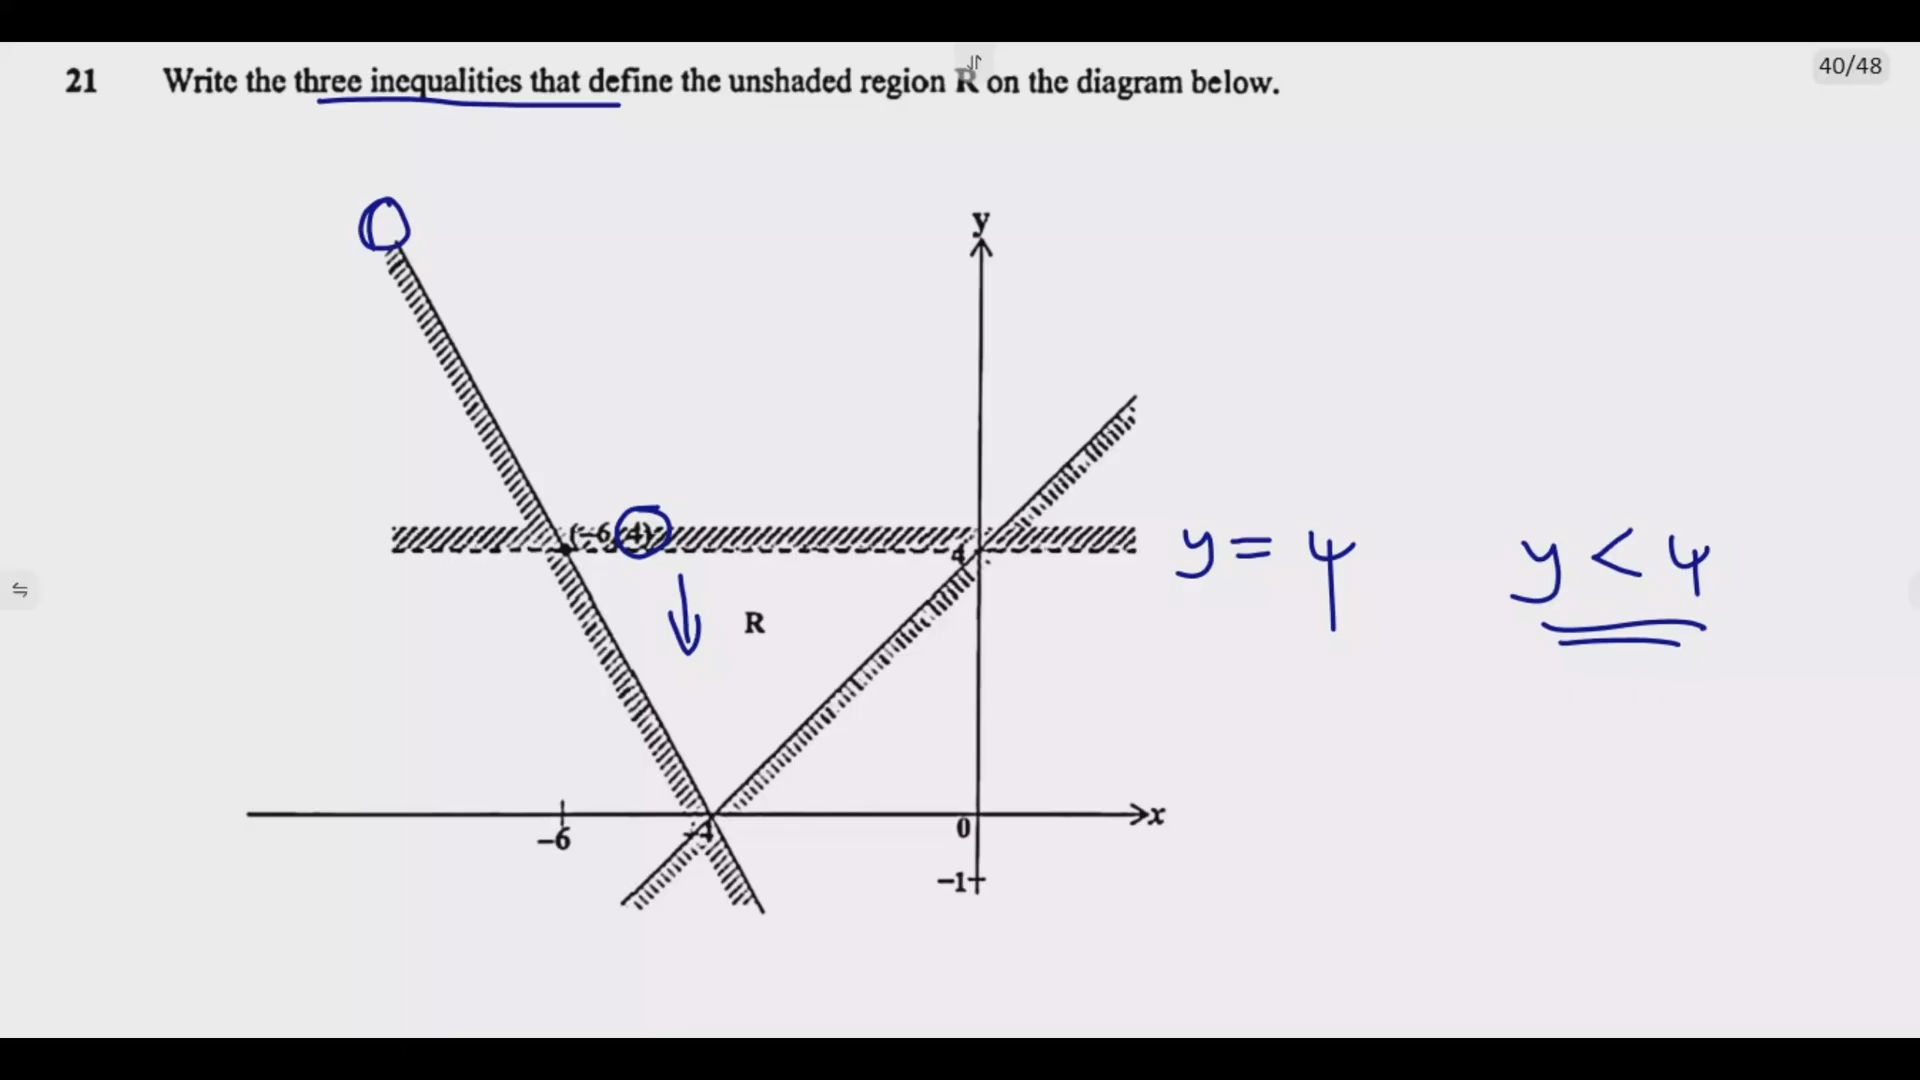 40/48
21 Write the three inequalities that define the unshaded region R on the diagram below.
y
(-6, 4)
4
y = 4
y < 4
R
x
-6
-4
0
-1